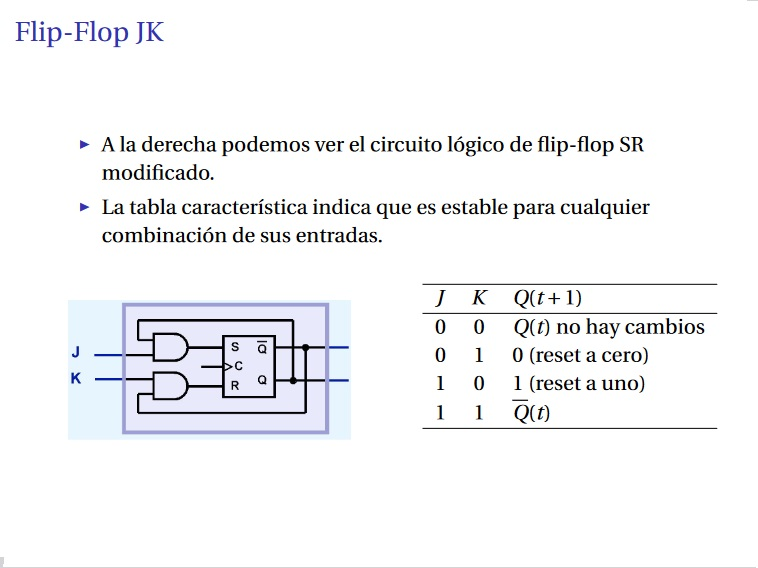 Flip-Flop JK
▶ A la derecha podemos ver el circuito lógico de flip-flop SR
modificado.
▶ La tabla característica indica que es estable para cualquier
combinación de sus entradas.
J
K
S Q̅
C
R Q
J K Q(t+1)
0 0 Q(t) no hay cambios
0 1 0 (reset a cero)
1 0 1 (reset a uno)
1 1 Q̅(t)